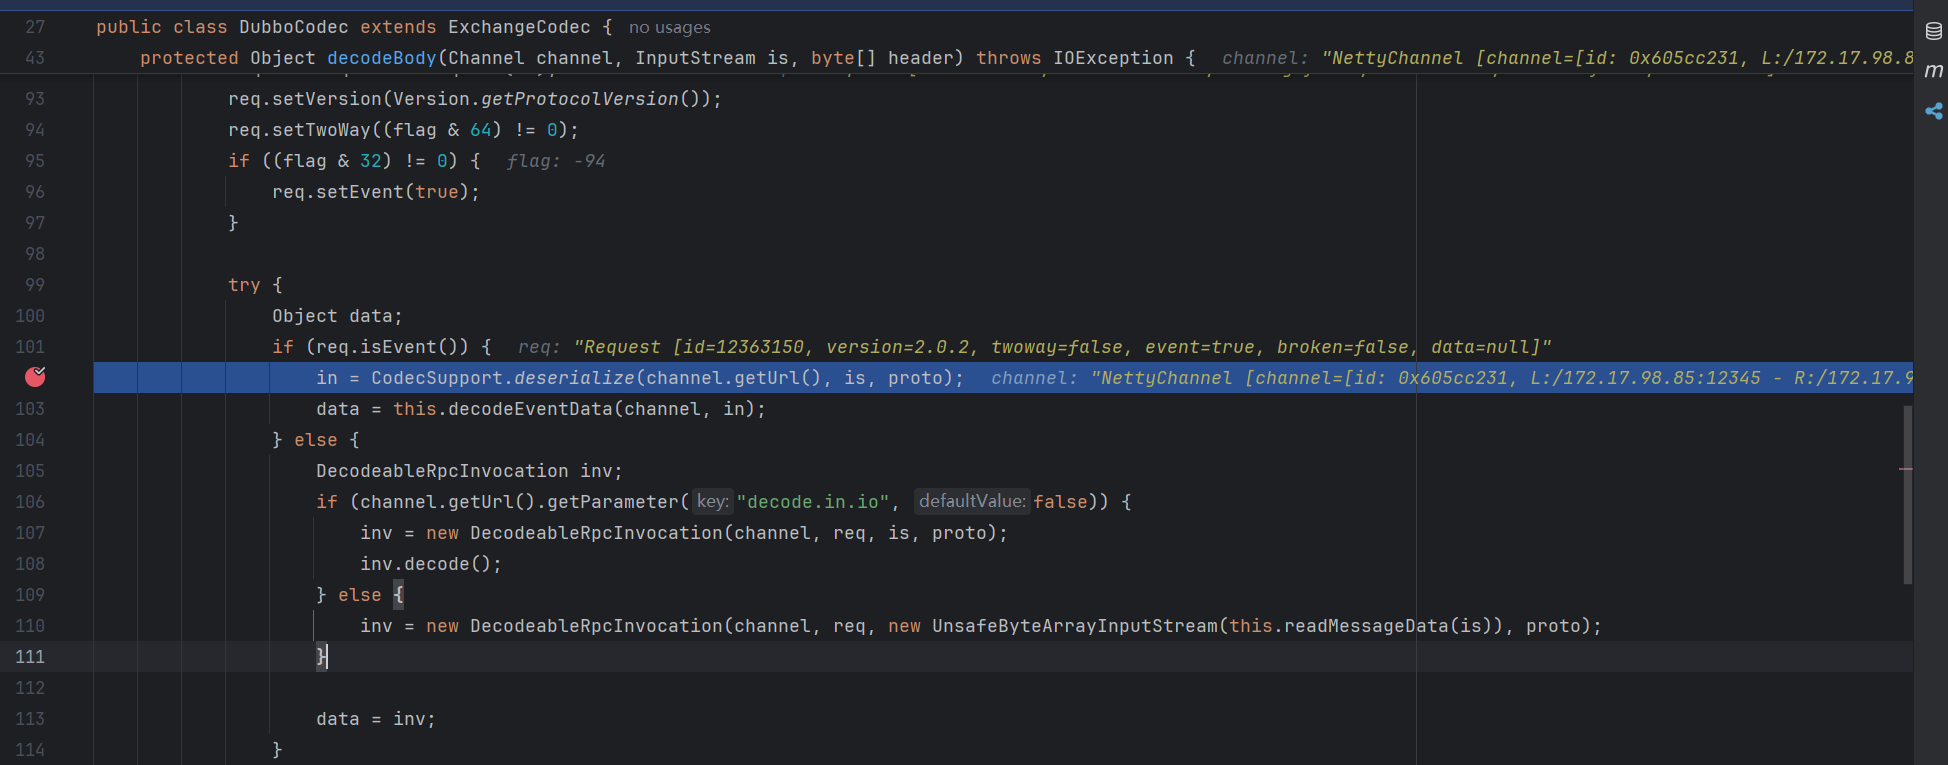 27 public class DubboCodec extends ExchangeCodec { no usages
43 protected Object decodeBody(Channel channel, InputStream is, byte[] header) throws IOException { channel: "NettyChannel [channel=[id: 0x605cc231, L:/172.17.98.8
93 req.setVersion(Version.getProtocolVersion());
94 req.setTwoWay((flag & 64) != 0);
95 if ((flag & 32) != 0) { flag: -94
96 req.setEvent(true);
97 }
98
99 try {
100 Object data;
101 if (req.isEvent()) { req: "Request [id=12363150, version=2.0.2, twoway=false, event=true, broken=false, data=null]"
in = CodecSupport.deserialize(channel.getUrl(), is, proto); channel: "NettyChannel [channel=[id: 0x605cc231, L:/172.17.98.85:12345 - R:/172.17.9
103 data = this.decodeEventData(channel, in);
104 } else {
105 DecodeableRpcInvocation inv;
106 if (channel.getUrl().getParameter( key: "decode.in.io", defaultValue: false)) {
107 inv = new DecodeableRpcInvocation(channel, req, is, proto);
108 inv.decode();
109 } else {
110 inv = new DecodeableRpcInvocation(channel, req, new UnsafeByteArrayInputStream(this.readMessageData(is)), proto);
111 }
112
113 data = inv;
114 }
m